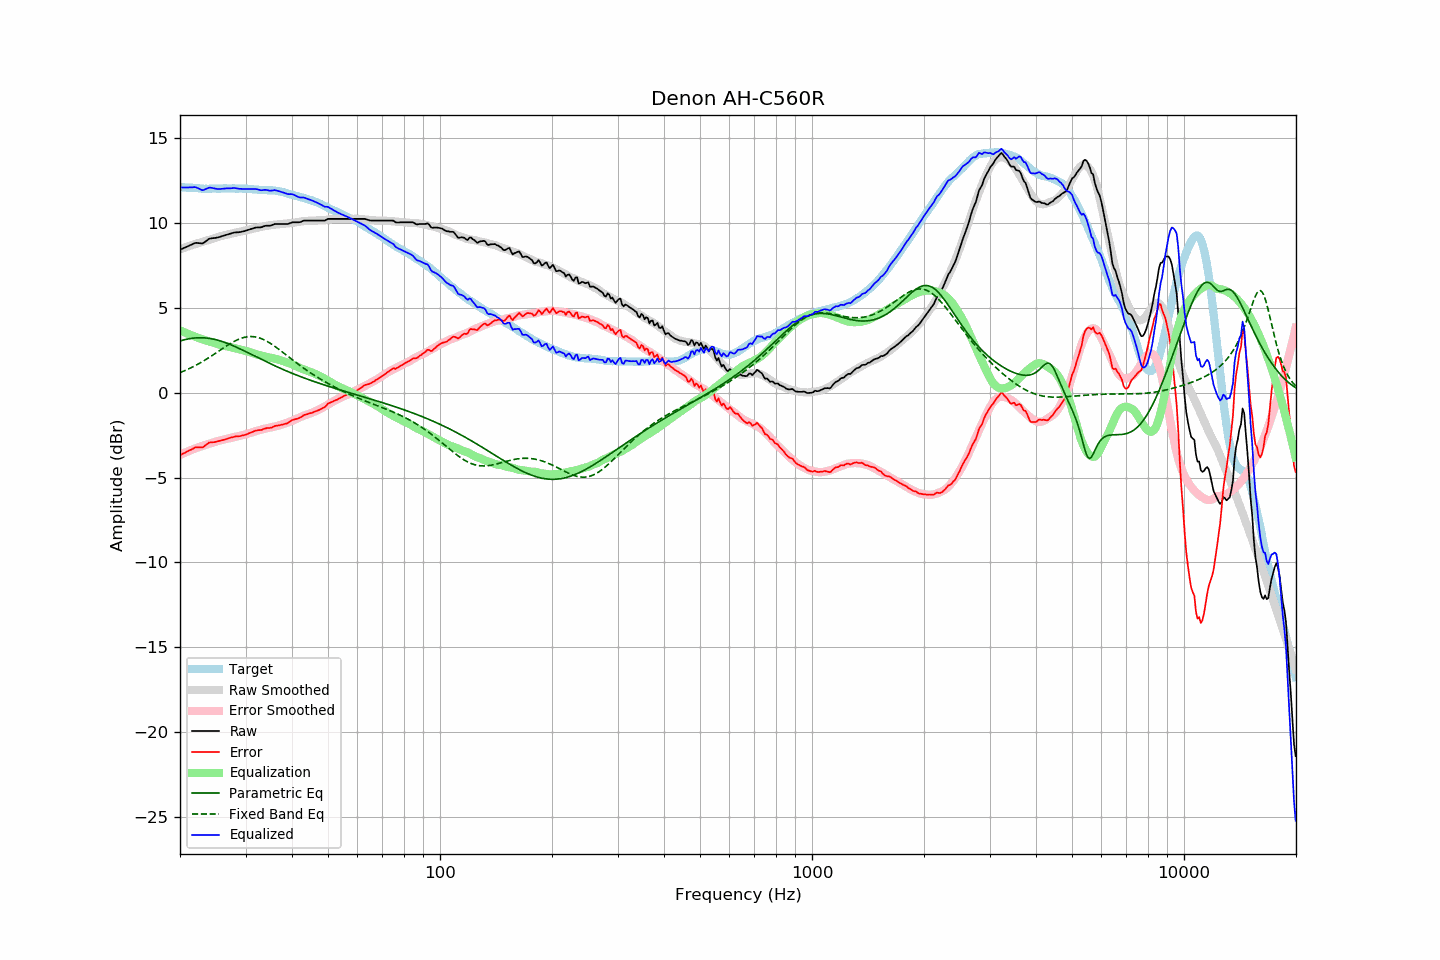 Denon AH-C560R
15
10
5
0
−5
−10
−15
−20
−25
Amplitude (dBr)
Target
Raw Smoothed
Error Smoothed
Raw
Error
Equalization
Parametric Eq
Fixed Band Eq
Equalized
100
1000
10000
Frequency (Hz)